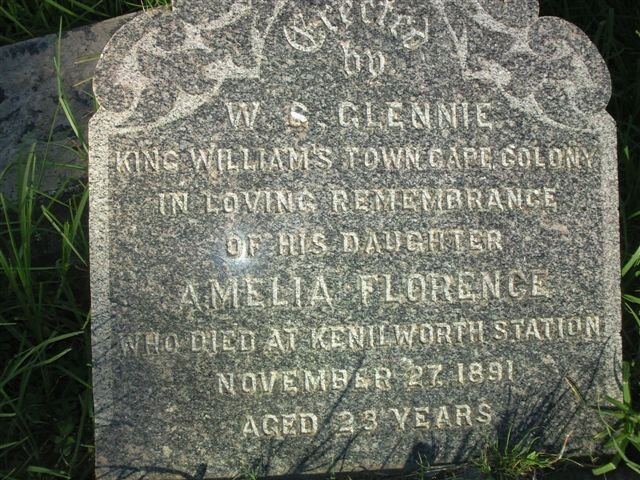 Erected
by
W. G. GLENNIE.
KING WILLIAM'S TOWN, CAPE COLONY
IN LOVING REMEMBRANCE
OF HIS DAUGHTER
AMELIA FLORENCE
WHO DIED AT KENILWORTH STATION
NOVEMBER 27, 1891
AGED 23 YEARS